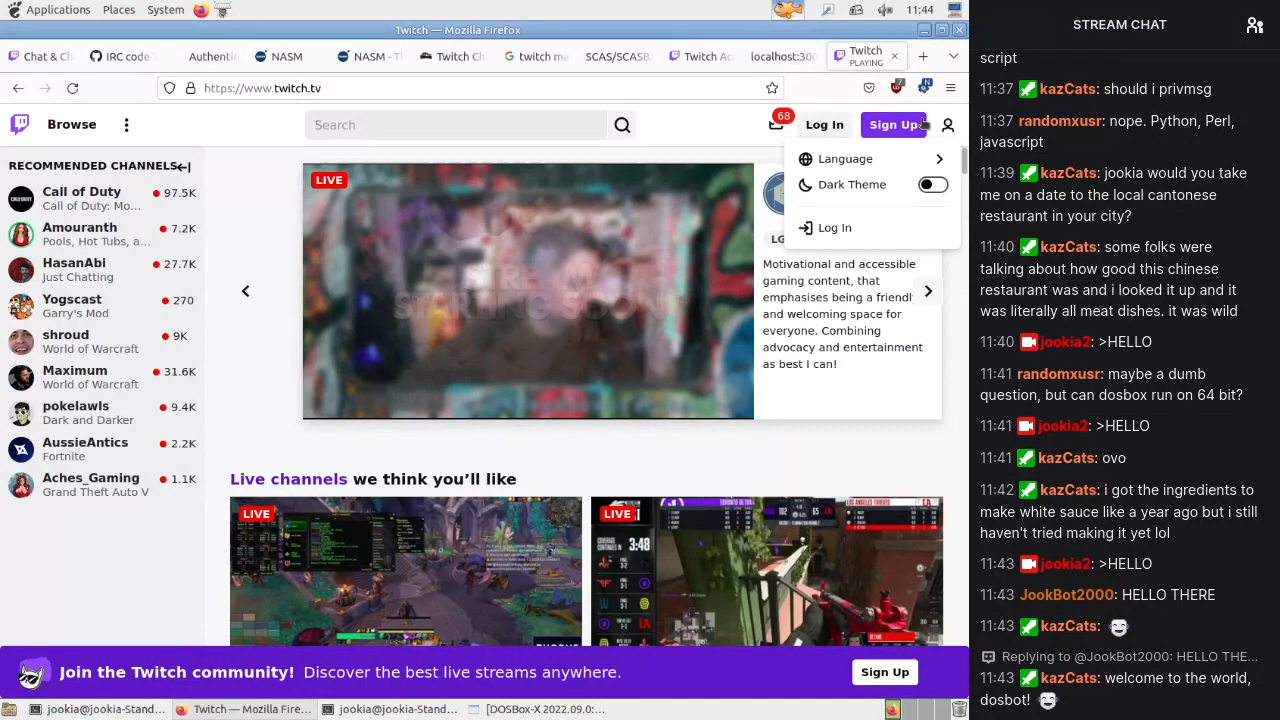 Applications Places System 11:44
Twitch — Mozilla Firefox
Chat & Ch
IRC code
Authentic
NASM
NASM - Th
Twitch Ch
twitch ma
SCAS/SCASB
Twitch Ac
localhost:300
Twitch
PLAYING
https://www.twitch.tv
Browse
Search
68
Log In
Sign Up
Language
Dark Theme
Log In
RECOMMENDED CHANNELS
Call of Duty 97.5K
Call of Duty: Mo...
Amouranth 7.2K
Pools, Hot Tubs, a...
HasanAbi 27.7K
Just Chatting
Yogscast 270
Garry's Mod
shroud 9K
World of Warcraft
Maximum 31.6K
World of Warcraft
pokelawls 9.4K
Dark and Darker
AussieAntics 2.2K
Fortnite
Aches_Gaming 1.1K
Grand Theft Auto V
LIVE
STARTING SOON
LG
Motivational and accessible
gaming content, that
emphasises being a friendly
and welcoming space for
everyone. Combining
advocacy and entertainment
as best I can!
Live channels we think you’ll like
LIVE
LIVE
COVERAGE
CONTINUES IN
3:48
Join the Twitch community! Discover the best live streams anywhere.
Sign Up
jookia@jookia-Stand...
Twitch — Mozilla Firef...
jookia@jookia-Stand...
[DOSBox-X 2022.09.0:...
STREAM CHAT
script
11:37 kazCats: should i privmsg
11:37 randomxusr: nope. Python, Perl,
javascript
11:39 kazCats: jookia would you take
me on a date to the local cantonese
restaurant in your city?
11:40 kazCats: some folks were
talking about how good this chinese
restaurant was and i looked it up and it
was literally all meat dishes. it was wild
11:40 jookia2: >HELLO
11:41 randomxusr: maybe a dumb
question, but can dosbox run on 64 bit?
11:41 jookia2: >HELLO
11:41 kazCats: ovo
11:42 kazCats: i got the ingredients to
make white sauce like a year ago but i still
haven't tried making it yet lol
11:43 jookia2: >HELLO
11:43 JookBot2000: HELLO THERE
11:43 kazCats:
Replying to @JookBot2000: HELLO THE...
11:43 kazCats: welcome to the world,
dosbot!